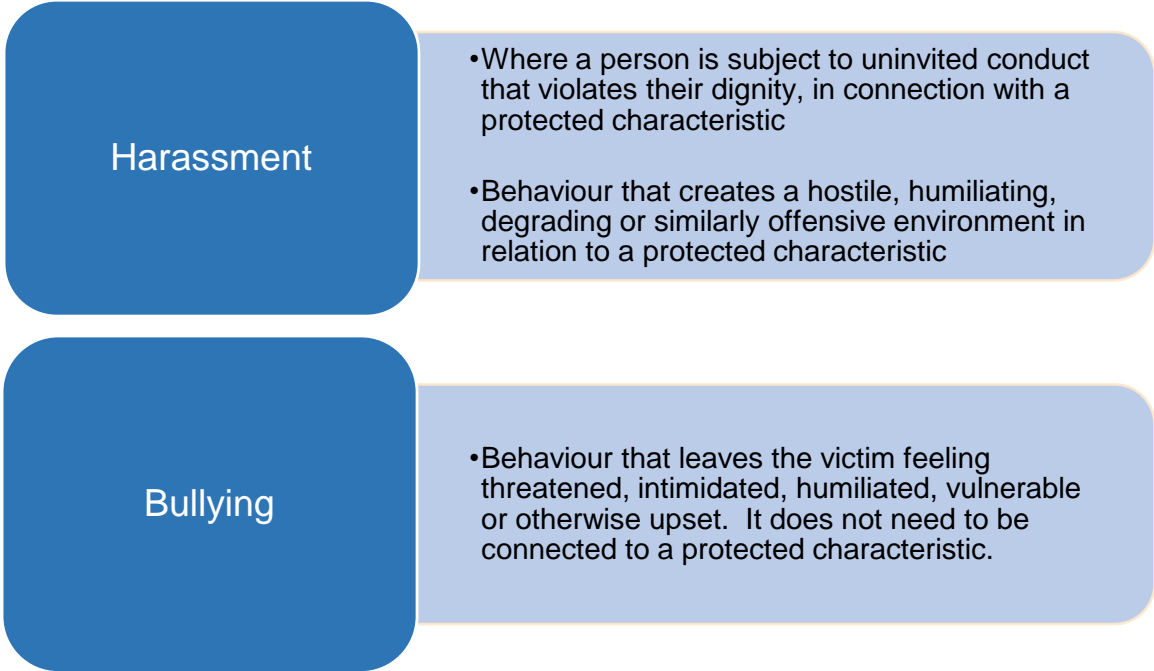 Harassment
•Where a person is subject to uninvited conduct
that violates their dignity, in connection with a
protected characteristic
•Behaviour that creates a hostile, humiliating,
degrading or similarly offensive environment in
relation to a protected characteristic
Bullying
•Behaviour that leaves the victim feeling
threatened, intimidated, humiliated, vulnerable
or otherwise upset.  It does not need to be
connected to a protected characteristic.